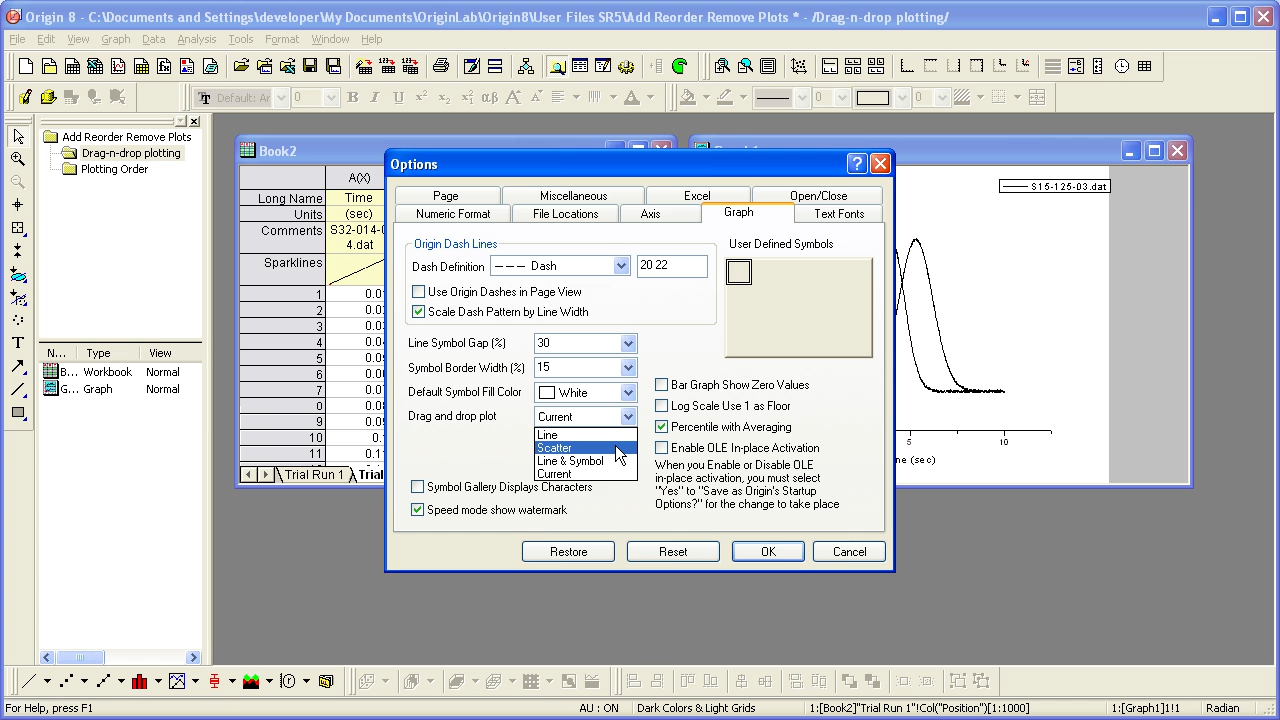 Origin 8 - C:\Documents and Settings\developer\My Documents\OriginLab\Origin8\User Files SR5\Add Reorder Remove Plots * - /Drag-n-drop plotting/
File Edit View Graph Data Analysis Tools Format Window Help
Default: Ar 0 B I U αβ A A A 0 0
Add Reorder Remove Plots
Drag-n-drop plotting
Plotting Order
N... Type View
B... Workbook Normal
G... Graph Normal
Book2
A(X)
Long Name Time
Units (sec)
Comments S32-014-0
4.dat
Sparklines
1 0.01
2
3
4
5
6
7
10 0.1
11 0.11
Trial Run 1 Trial
Options
Page Miscellaneous Excel Open/Close
Numeric Format File Locations Axis Graph Text Fonts
Origin Dash Lines
Dash Definition Dash 20 22
Use Origin Dashes in Page View
Scale Dash Pattern by Line Width
User Defined Symbols
Line Symbol Gap (%) 30
Symbol Border Width (%) 15
Default Symbol Fill Color White
Drag and drop plot Current
Line
Scatter
Line & Symbol
Current
Symbol Gallery Displays Characters
Speed mode show watermark
Bar Graph Show Zero Values
Log Scale Use 1 as Floor
Percentile with Averaging
Enable OLE In-place Activation
When you Enable or Disable OLE
in-place activation, you must select
"Yes" to "Save as Origin's Startup
Options?" for the change to take place
Restore Reset OK Cancel
S15-125-03.dat
5 10
(sec)
T
For Help, press F1 AU : ON Dark Colors & Light Grids 1:[Book2]"Trial Run 1"!Col("Position")[1:1000] 1:[Graph1]1!1 Radian